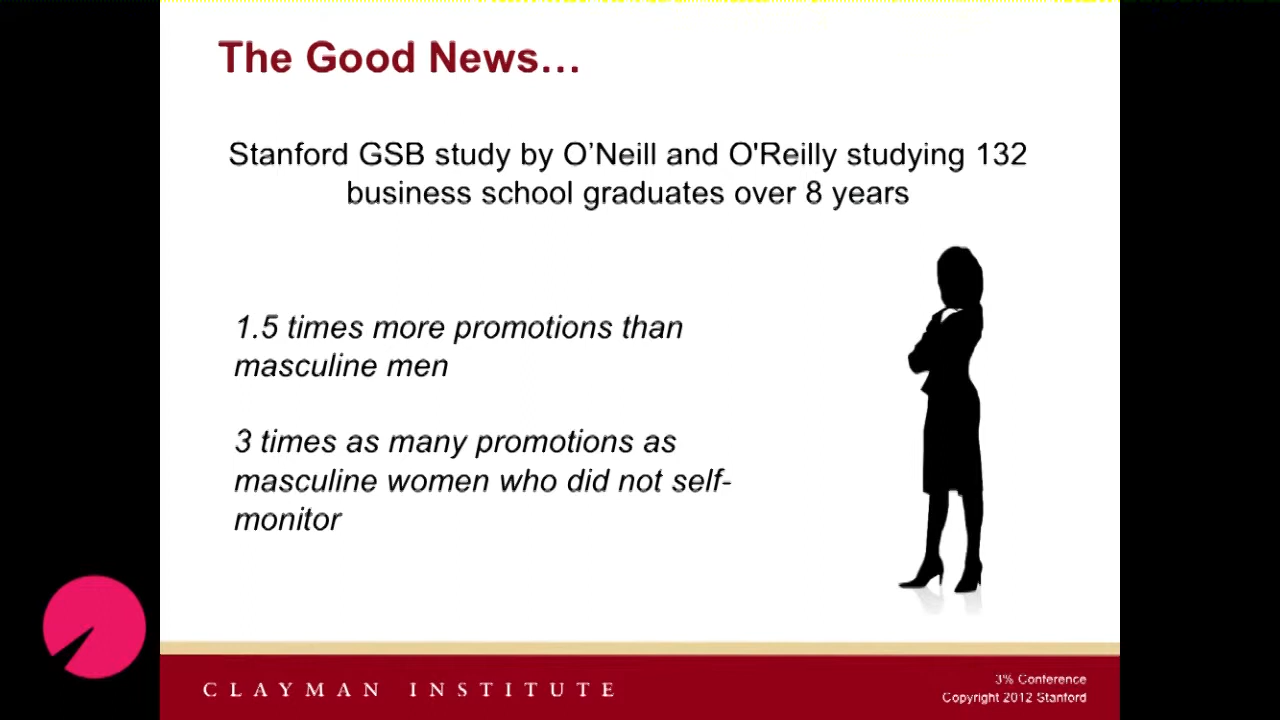 The Good News…
Stanford GSB study by O’Neill and O'Reilly studying 132
business school graduates over 8 years
1.5 times more promotions than
masculine men
3 times as many promotions as
masculine women who did not self-
monitor
CLAYMAN INSTITUTE
3% Conference
Copyright 2012 Stanford